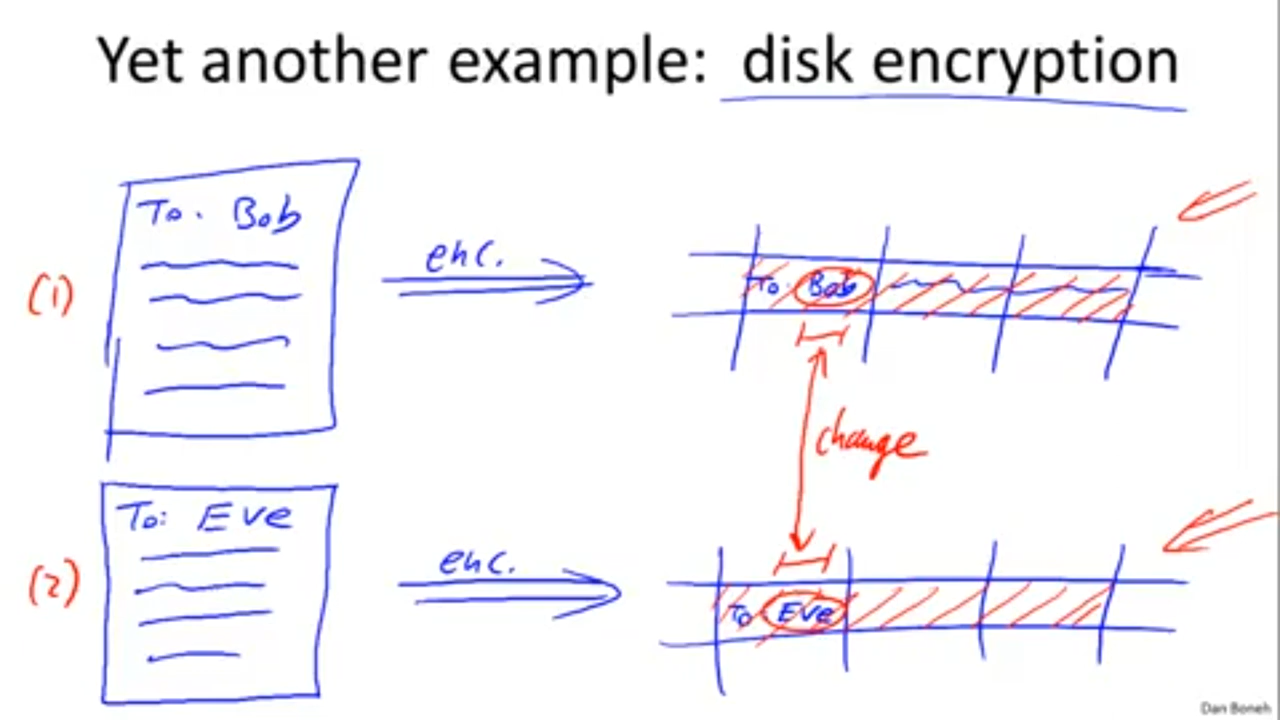 Yet another example: disk encryption
To. Bob
(1)
enc.
To: Bob
change
To: Eve
(2)
enc.
To Eve
Dan Boneh